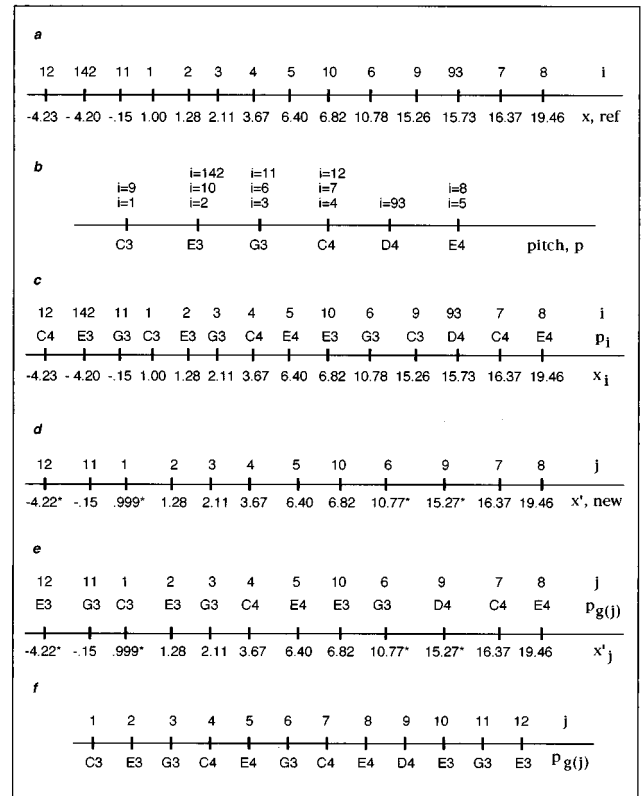 a
12 142 11 1 2 3 4 5 10 6 9 93 7 8 i
-4.23 -4.20 -.15 1.00 1.28 2.11 3.67 6.40 6.82 10.78 15.26 15.73 16.37 19.46 x, ref
b
i=142 i=11 i=12
i=9 i=10 i=6 i=7 i=8
i=1 i=2 i=3 i=4 i=93 i=5
C3 E3 G3 C4 D4 E4 pitch, p
c
12 142 11 1 2 3 4 5 10 6 9 93 7 8 i
C4 E3 G3 C3 E3 G3 C4 E4 E3 G3 C3 D4 C4 E4 pi
-4.23 - 4.20 -.15 1.00 1.28 2.11 3.67 6.40 6.82 10.78 15.26 15.73 16.37 19.46 xi
d
12 11 1 2 3 4 5 10 6 9 7 8 j
-4.22* -.15 .999* 1.28 2.11 3.67 6.40 6.82 10.77* 15.27* 16.37 19.46 x', new
e
12 11 1 2 3 4 5 10 6 9 7 8 j
E3 G3 C3 E3 G3 C4 E4 E3 G3 D4 C4 E4 pg(j)
-4.22* -.15 .999* 1.28 2.11 3.67 6.40 6.82 10.77* 15.27* 16.37 19.46 x'j
f
1 2 3 4 5 6 7 8 9 10 11 12 j
C3 E3 G3 C4 E4 G3 C4 E4 D4 E3 G3 E3 pg(j)